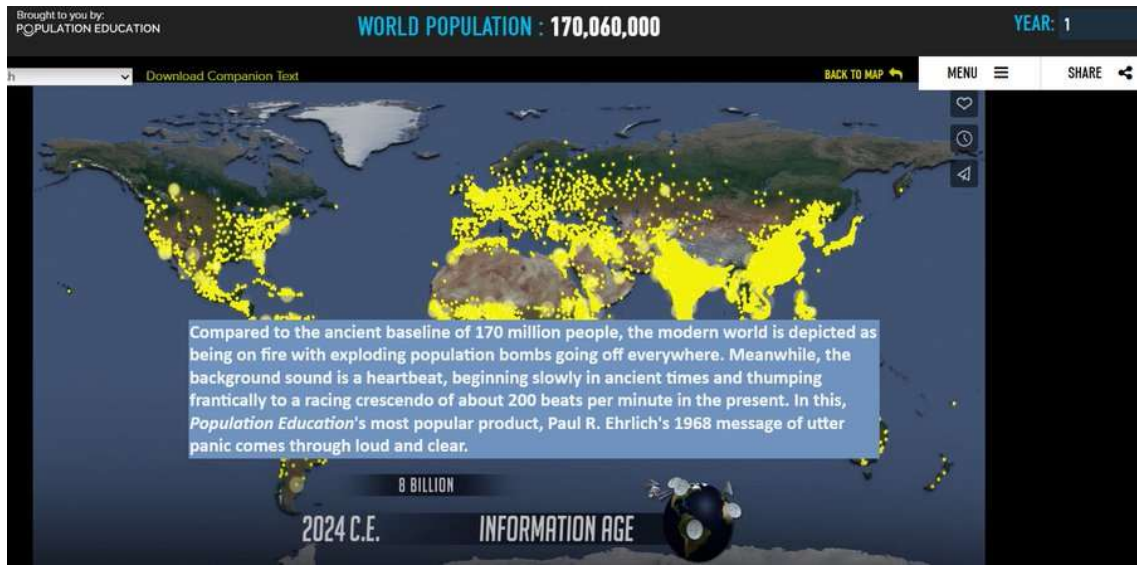 Brought to you by:
POPULATION EDUCATION
WORLD POPULATION : 170,060,000
YEAR: 1
h
Download Companion Text
BACK TO MAP
MENU
SHARE
Compared to the ancient baseline of 170 million people, the modern world is depicted as
being on fire with exploding population bombs going off everywhere. Meanwhile, the
background sound is a heartbeat, beginning slowly in ancient times and thumping
frantically to a racing crescendo of about 200 beats per minute in the present. In this,
Population Education's most popular product, Paul R. Ehrlich's 1968 message of utter
panic comes through loud and clear.
8 BILLION
2024 C.E.
INFORMATION AGE